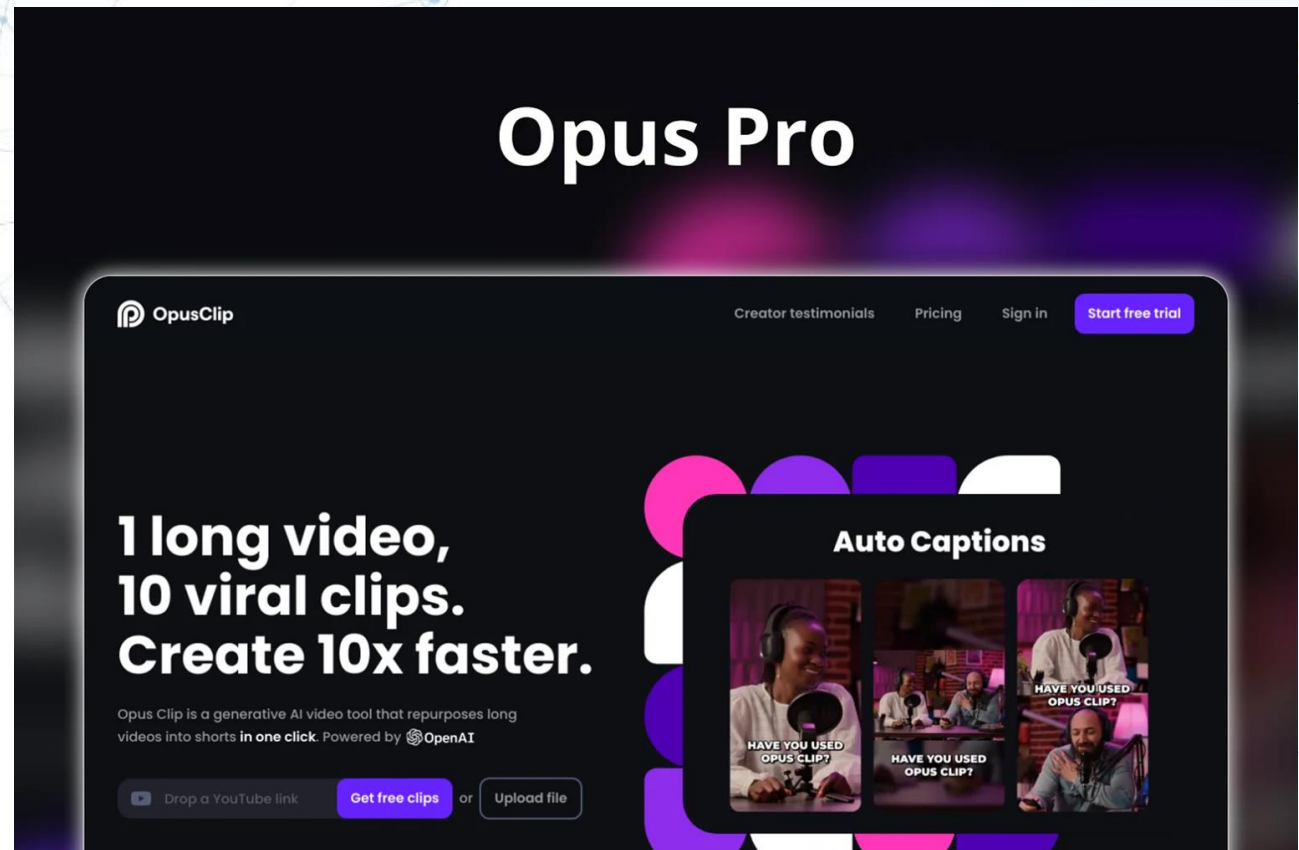 Opus Pro
OpusClip
Creator testimonials
Pricing
Sign in
Start free trial
1 long video,
10 viral clips.
Create 10x faster.
Opus Clip is a generative AI video tool that repurposes long
videos into shorts in one click. Powered by OpenAI
Drop a YouTube link
Get free clips
or
Upload file
Auto Captions
HAVE YOU USED
OPUS CLIP?
HAVE YOU USED
OPUS CLIP?
HAVE YOU USED
OPUS CLIP?